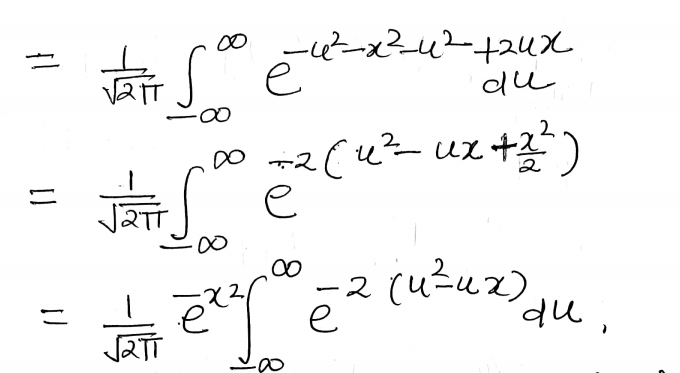 = 1/√2π ∫_{-∞}^{∞} e^{-u²-x²-u²+2ux} du
= 1/√2π ∫_{-∞}^{∞} e^{-2(u²-ux+x²/2)}
= 1/√2π e^{-x²} ∫_{-∞}^{∞} e^{-2(u²-ux)} du,